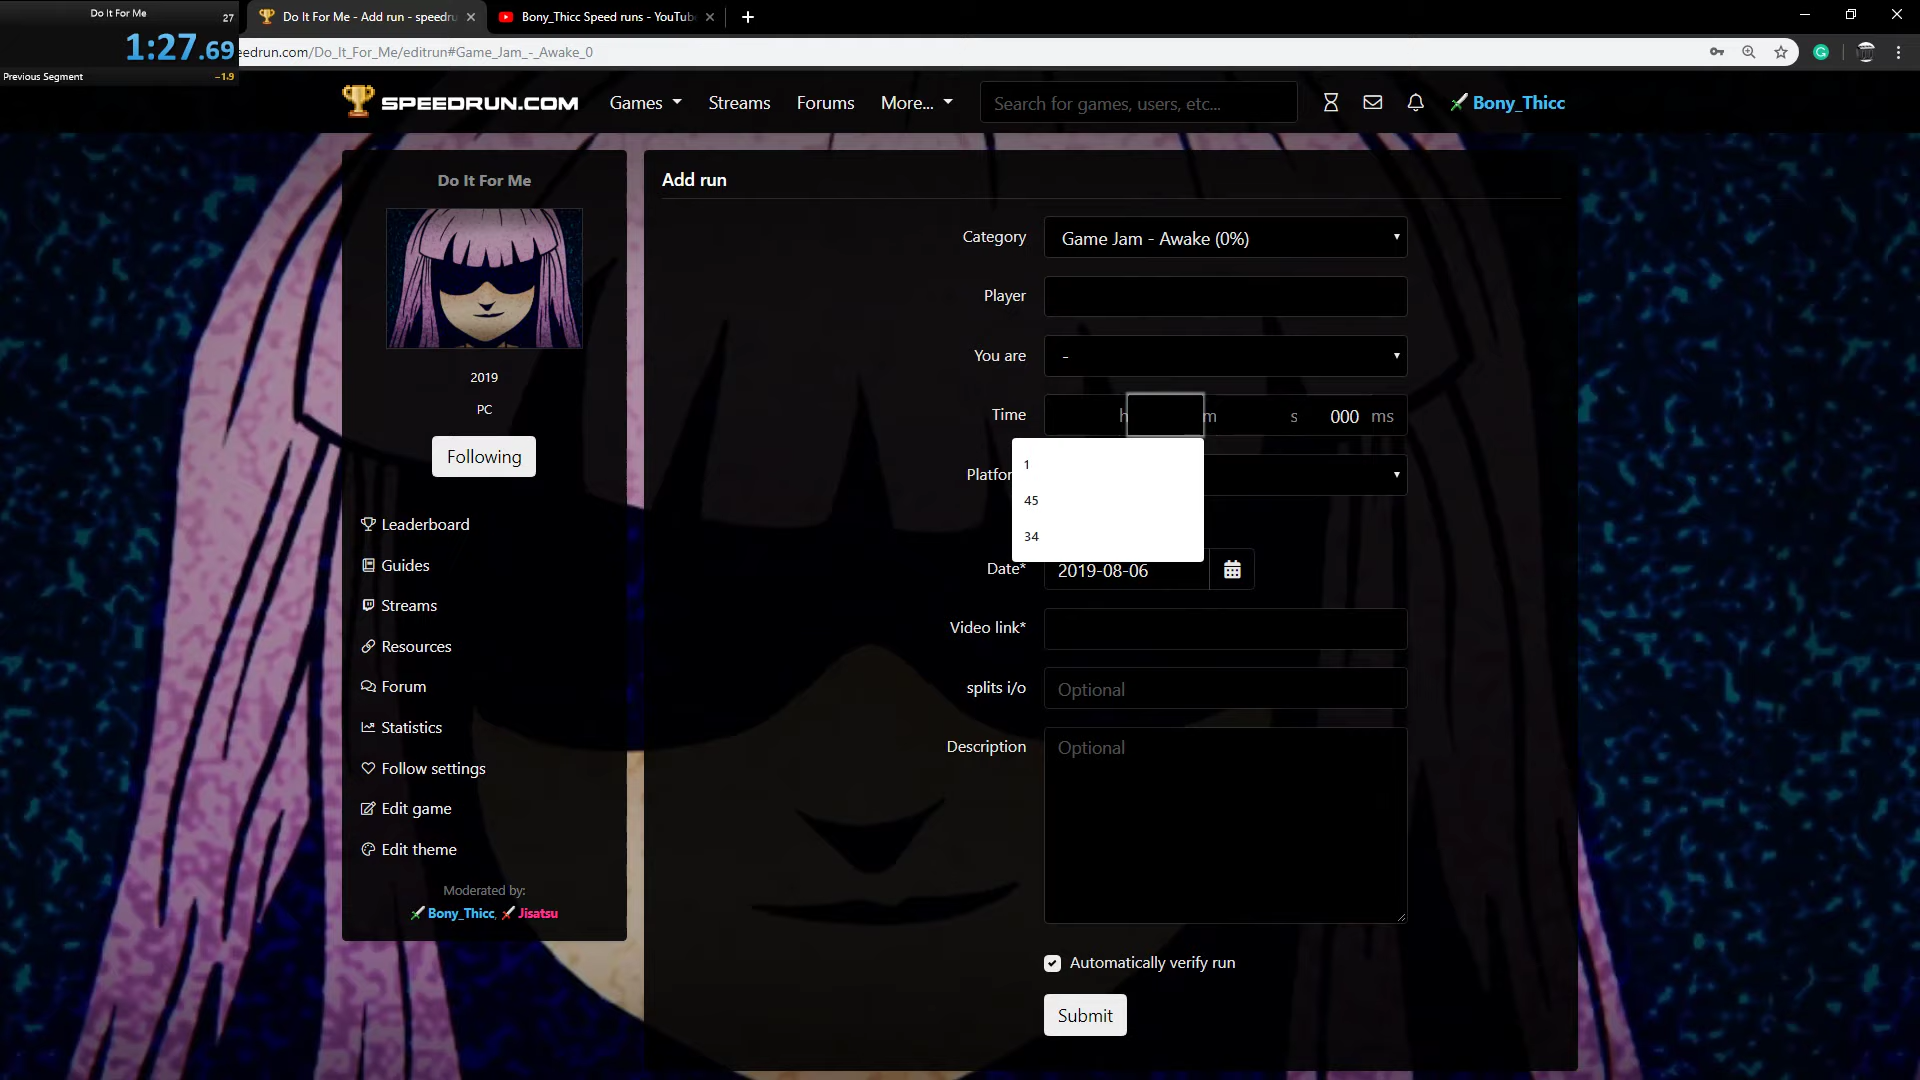 Do It For Me
27
1:27.69
Previous Segment
−1.9
Do It For Me - Add run - speedru
Bony_Thicc Speed runs - YouTub
eedrun.com/Do_It_For_Me/editrun#Game_Jam_-_Awake_0
SPEEDRUN.COM
Games
Streams
Forums
More...
Search for games, users, etc...
Bony_Thicc
Do It For Me
2019
PC
Following
Leaderboard
Guides
Streams
Resources
Forum
Statistics
Follow settings
Edit game
Edit theme
Moderated by:
Bony_Thicc, Jisatsu
Add run
Category
Game Jam - Awake (0%)
Player
You are
-
Time
h
m
s
000 ms
1
45
34
Platfor
Date*
2019-08-06
Video link*
splits i/o
Optional
Description
Optional
Automatically verify run
Submit